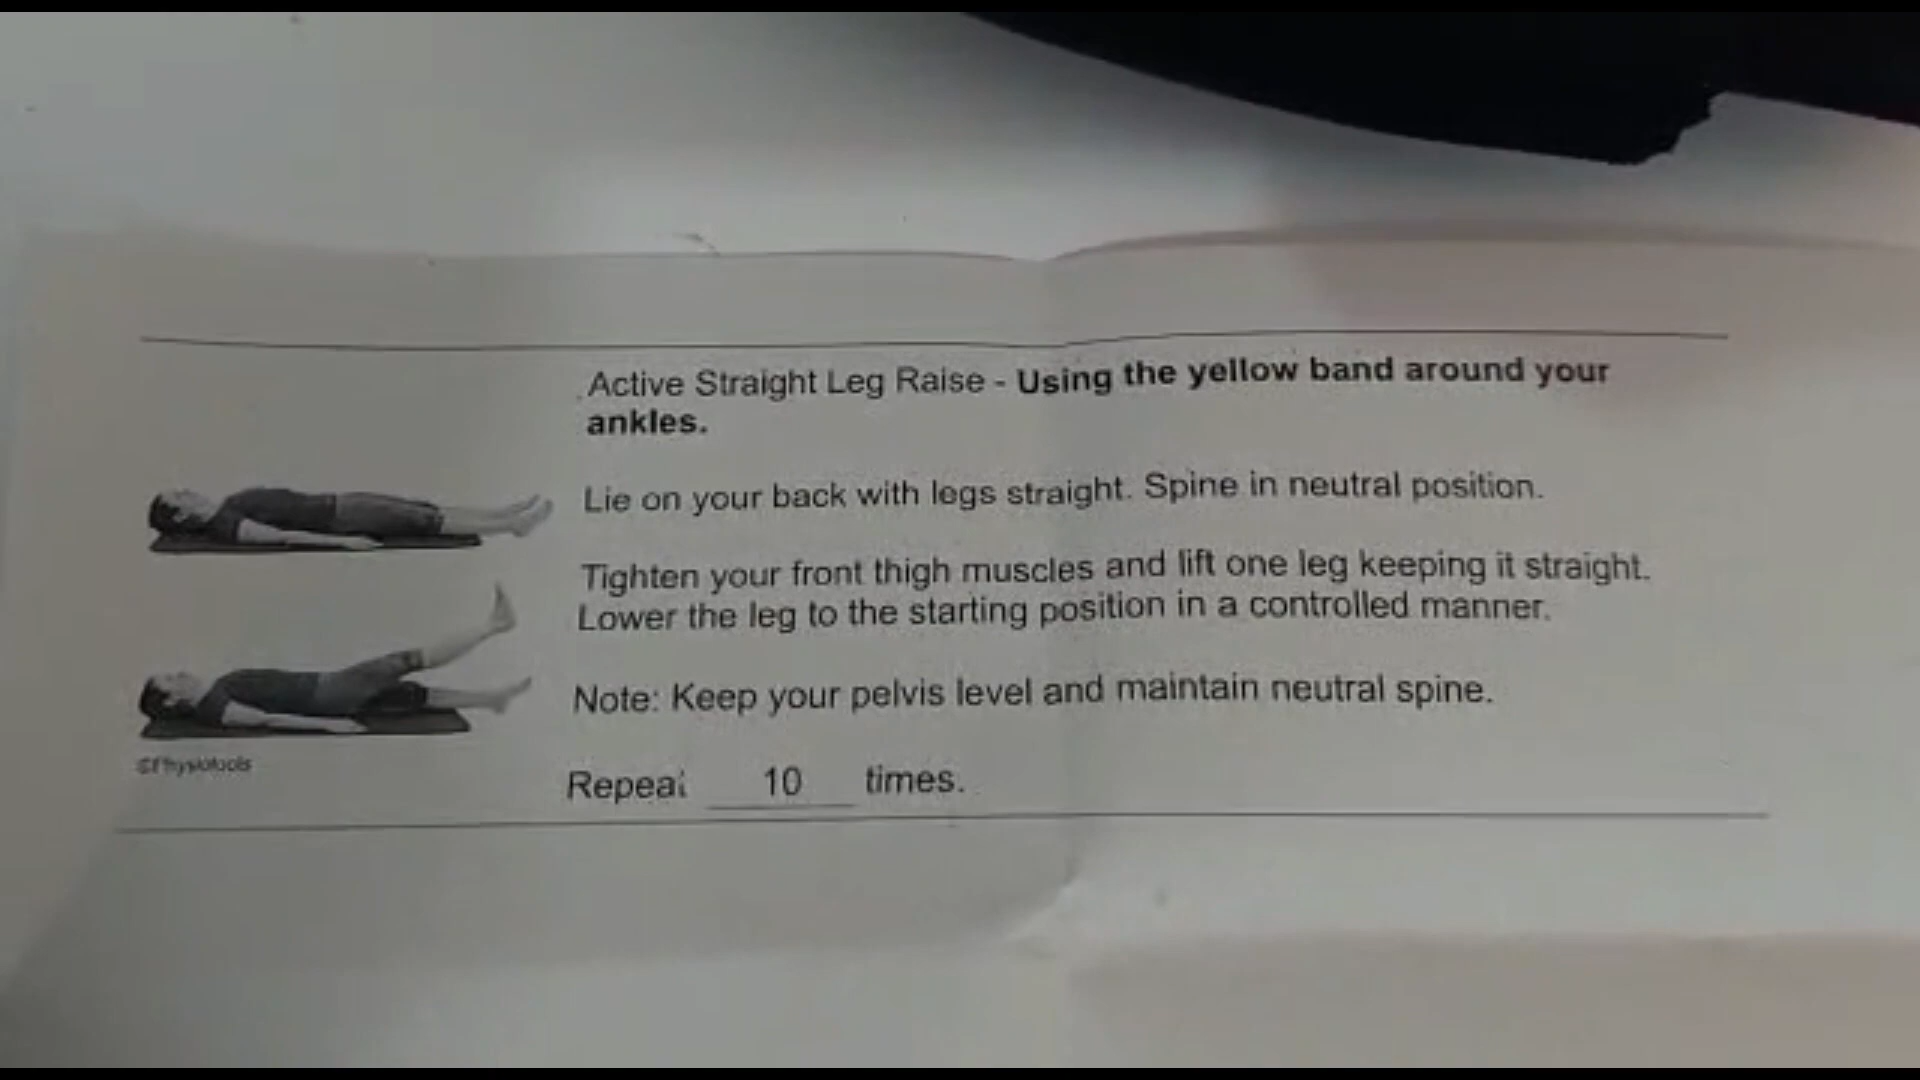 Active Straight Leg Raise - Using the yellow band around your
ankles.
Lie on your back with legs straight. Spine in neutral position.
Tighten your front thigh muscles and lift one leg keeping it straight.
Lower the leg to the starting position in a controlled manner.
Note: Keep your pelvis level and maintain neutral spine.
©Physiotools
Repeat 10 times.